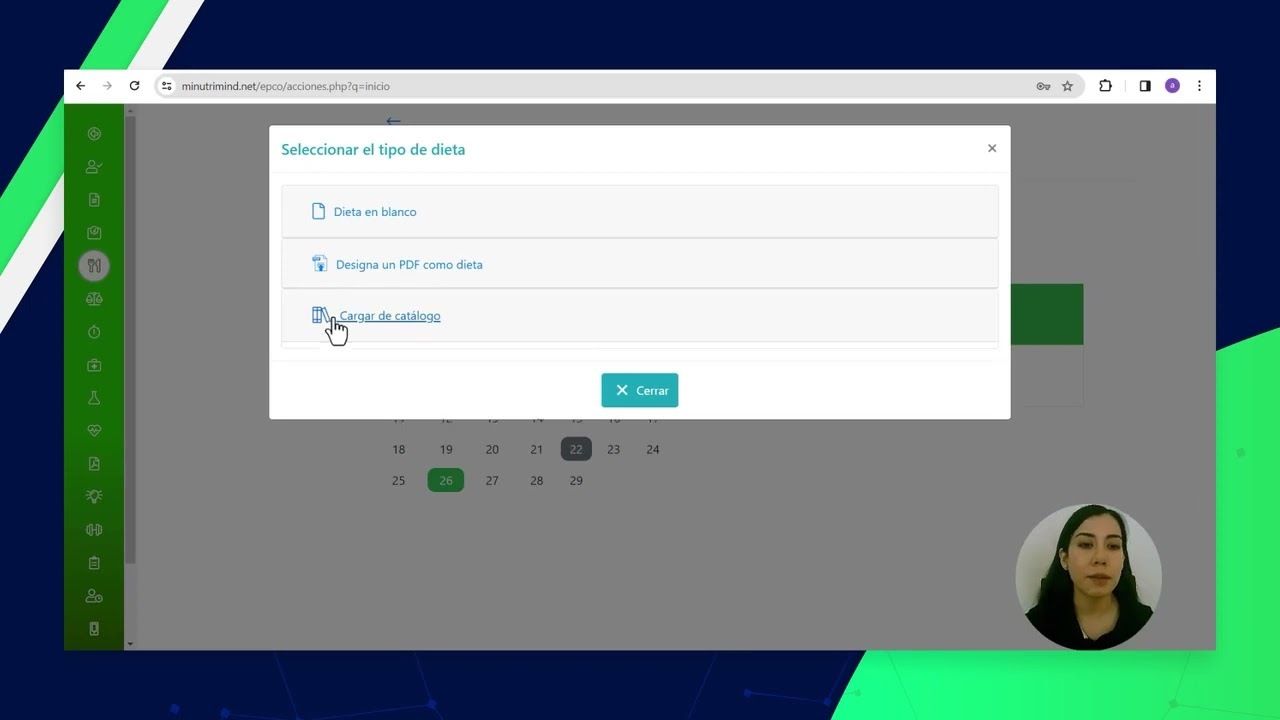 minutrimind.net/epco/acciones.php?q=inicio
a
Seleccionar el tipo de dieta
Dieta en blanco
Designa un PDF como dieta
Cargar de catálogo
Cerrar
18 19 20 21 22 23 24
25 26 27 28 29